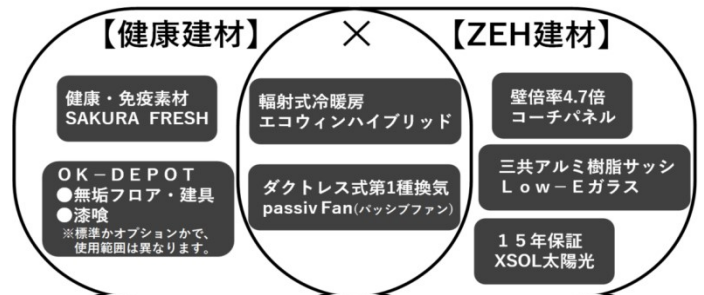 【健康建材】 × 【ZEH建材】
健康・免疫素材
SAKURA FRESH
OK－DEPOT
●無垢フロア・建具
●漆喰
※標準かオプションかで、
使用範囲は異なります。
輻射式冷暖房
エコウィンハイブリッド
ダクトレス式第1種換気
passiv Fan(パッシブファン)
壁倍率4.7倍
コーチパネル
三共アルミ樹脂サッシ
Ｌｏｗ－Ｅガラス
１５年保証
XSOL太陽光